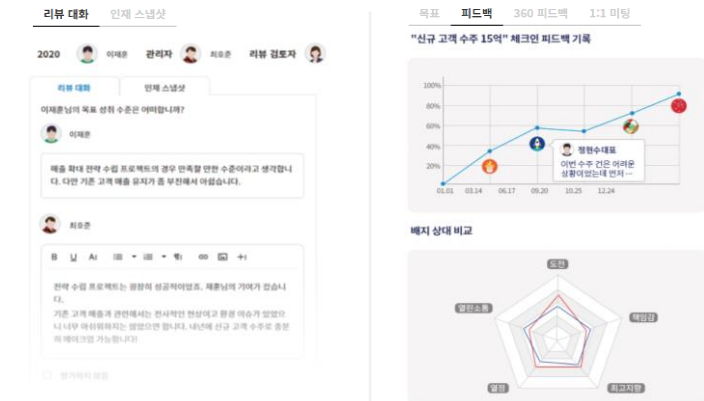 리뷰 대화 인재 스냅샷
2020 이재훈 관리자 최호준 리뷰 검토자
리뷰 대화 인재 스냅샷
이재훈님의 목표 성취 수준은 어떠합니까?
이재훈
매출 확대 전략 수립 프로젝트의 경우 만족할 만한 수준이라고 생각합니
다. 다만 기존 고객 매출 유지가 좀 부진해서 아쉽습니다.
최호준
B U
전략 수립 프로젝트는 굉장히 성공적이었죠. 재훈님의 기여가 컸습니
다.
기존 고객 매출과 관련해서는 전사적인 현상이고 환경 이슈가 있었으
니 너무 아쉬워하지는 않았으면 합니다. 내년에 신규 고객 수주로 충분
히 메이크업 가능합니다!
평가하지 않음
목표 피드백 360 피드백 1:1 미팅
"신규 고객 수주 15억" 체크인 피드백 기록
100%
80%
60%
40%
20%
정현수대표
이번 수주 건은 어려운
상황이었는데 먼저 ...
01.01 03.14 06.17 09.20 10.25 12.24
배지 상대 비교
도전
열린소통
책임감
열정
최고지향